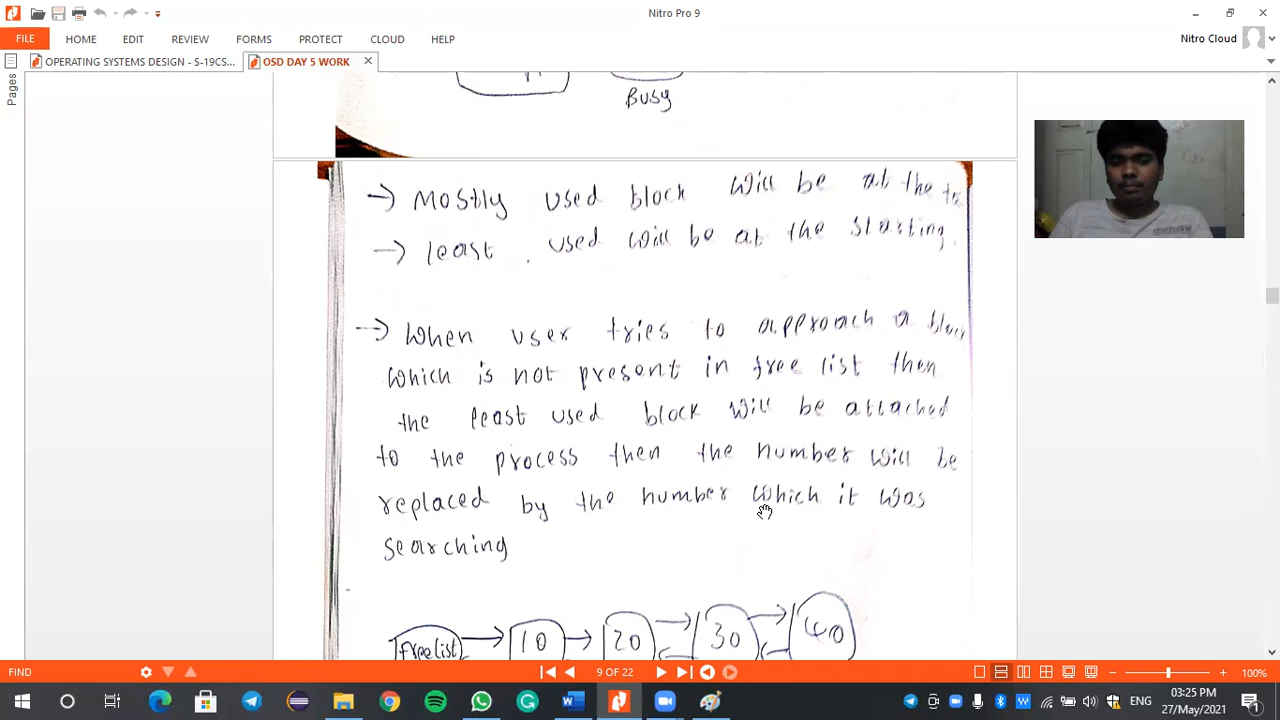 Nitro Pro 9
FILE HOME EDIT REVIEW FORMS PROTECT CLOUD HELP
Nitro Cloud
OPERATING SYSTEMS DESIGN - S-19CS...
OSD DAY 5 WORK
Pages
Busy
→ Mostly used block will be at the
→ least used will be at the starting.
→ When user tries to approach a block
which is not present in free list then
the least used block will be attached
to the process then the number will be
replaced by the number which it was
searching
free list → 10 → 20 → 30 → 40
FIND
9 OF 22
100%
ENG
03:25 PM
27/May/2021